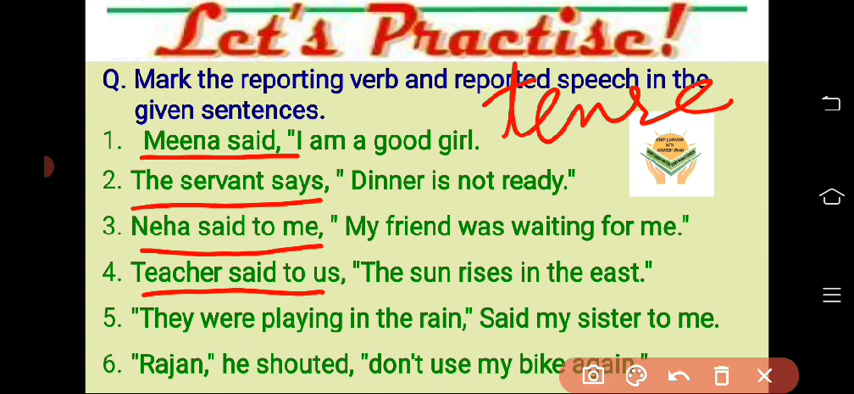 Let's Practise!
Q. Mark the reporting verb and reported speech in the
given sentences.
tense
1. Meena said, "I am a good girl.
2. The servant says, " Dinner is not ready."
3. Neha said to me, " My friend was waiting for me."
4. Teacher said to us, "The sun rises in the east."
5. "They were playing in the rain," Said my sister to me.
6. "Rajan," he shouted, "don't use my bike again."